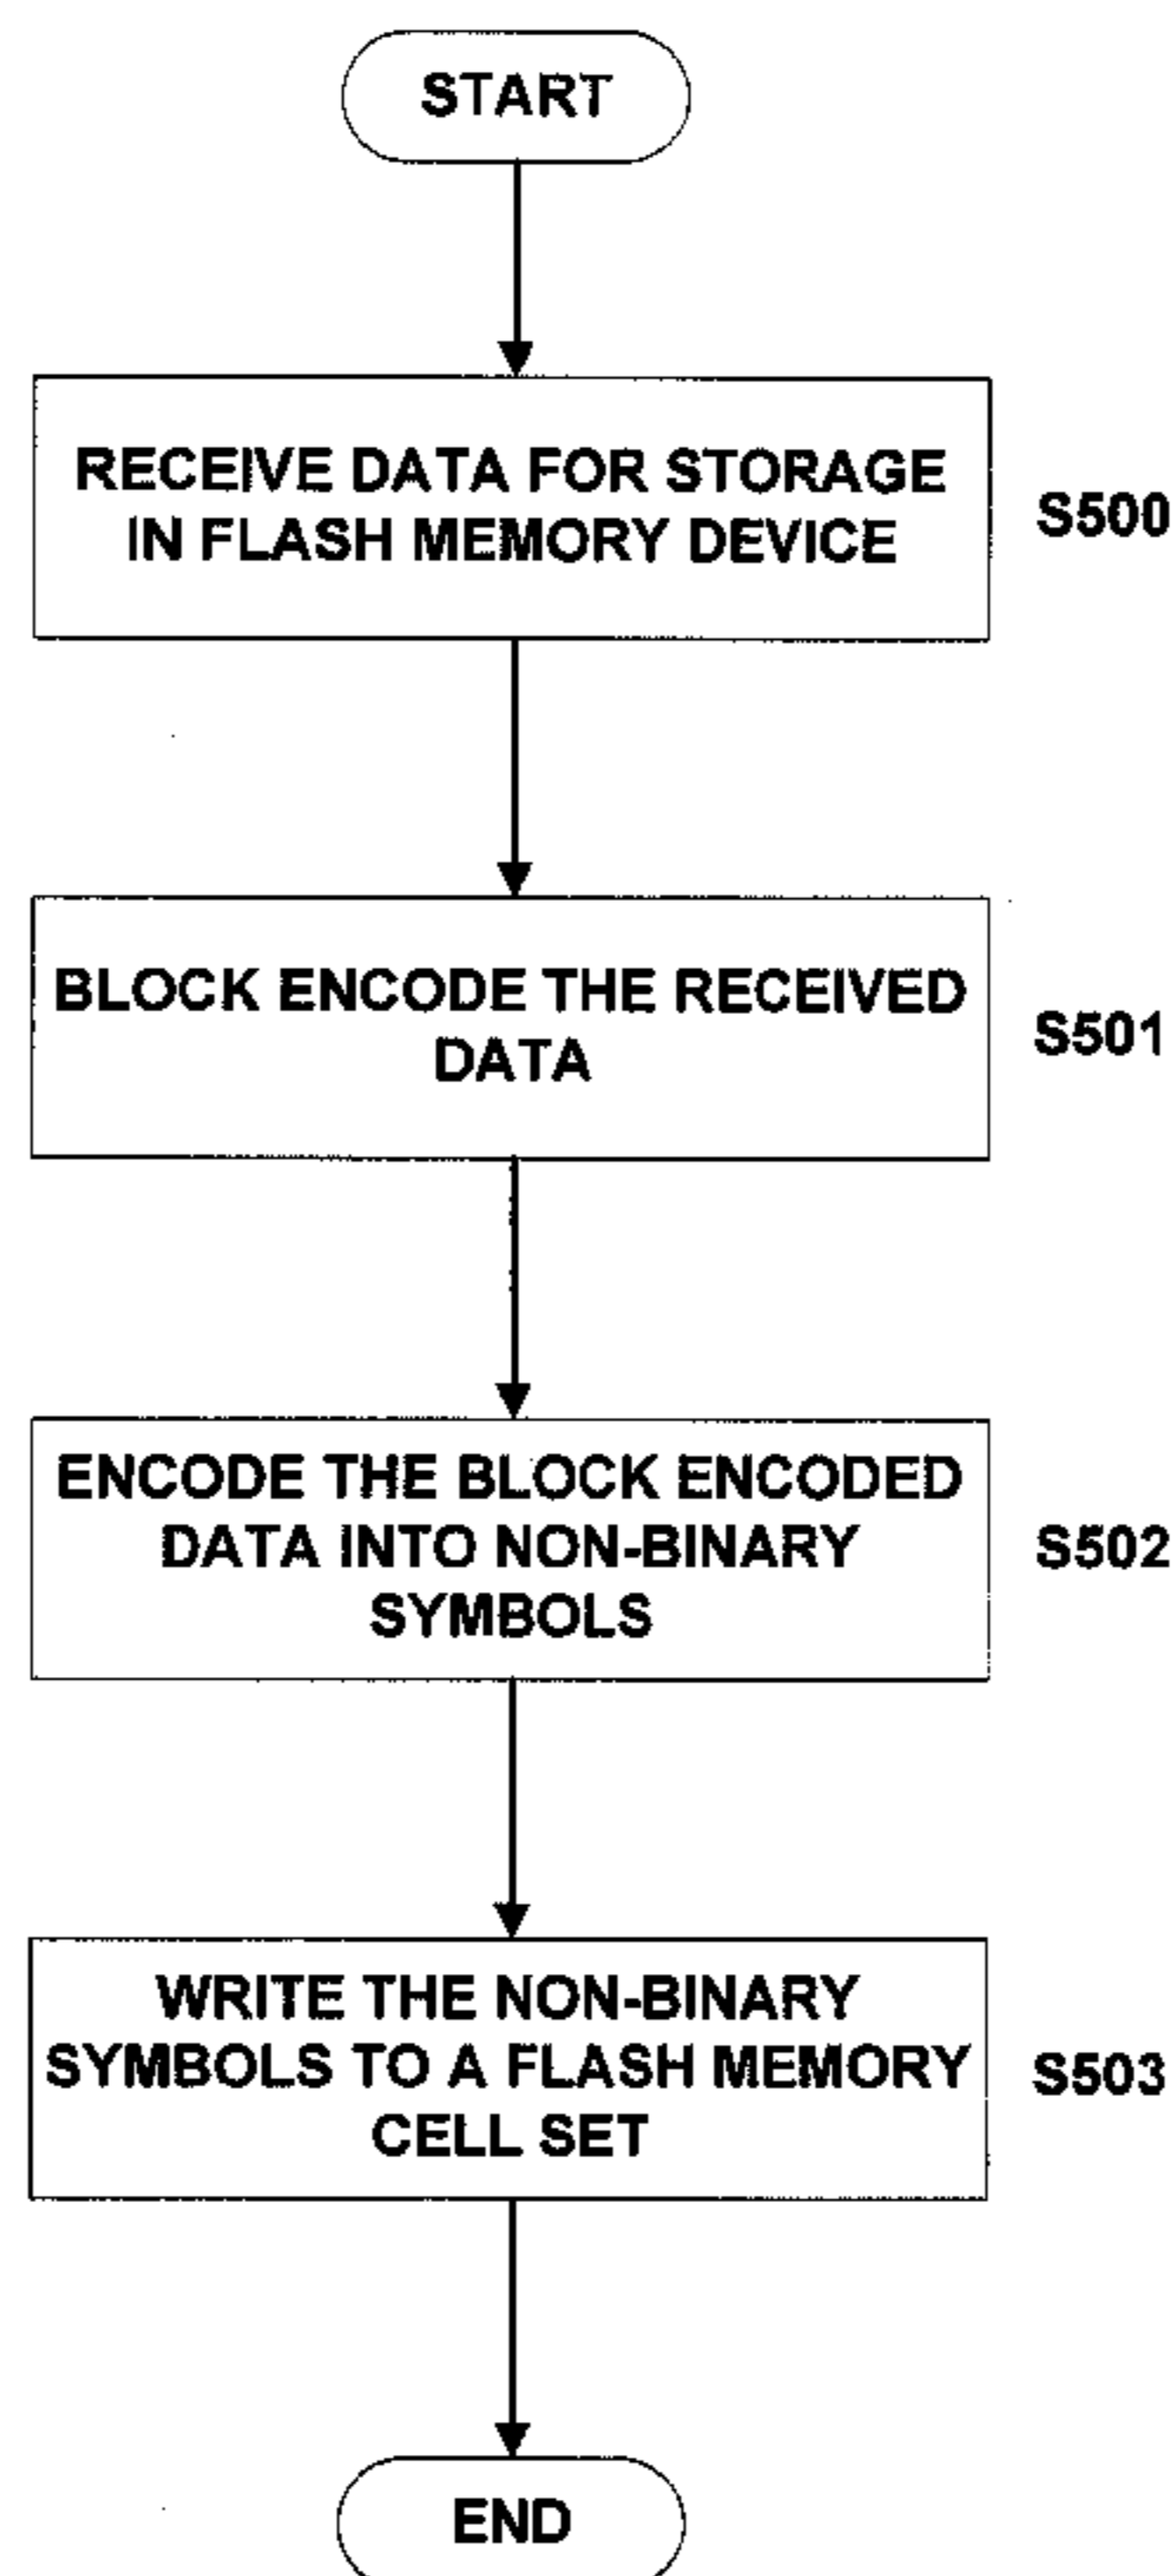 START
RECEIVE DATA FOR STORAGE
IN FLASH MEMORY DEVICE
S500
BLOCK ENCODE THE RECEIVED
DATA
S501
ENCODE THE BLOCK ENCODED
DATA INTO NON-BINARY
SYMBOLS
S502
WRITE THE NON-BINARY
SYMBOLS TO A FLASH MEMORY
CELL SET
S503
END